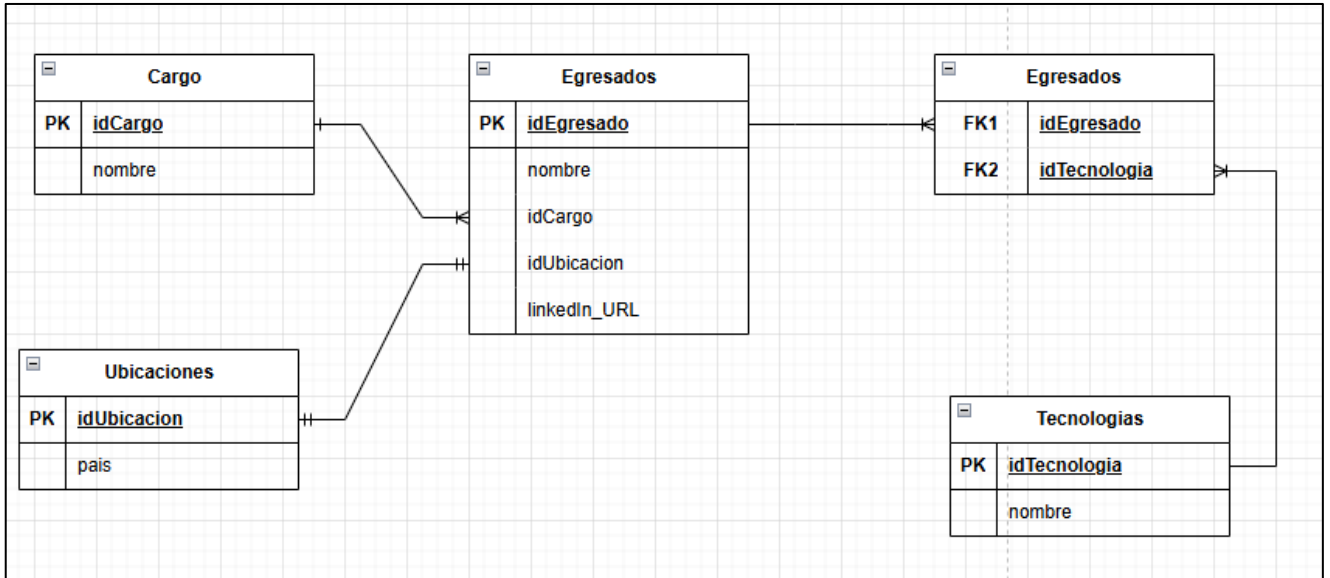 Cargo
PK idCargo
nombre
Egresados
PK idEgresado
nombre
idCargo
idUbicacion
linkedIn_URL
Egresados
FK1 idEgresado
FK2 idTecnologia
Ubicaciones
PK idUbicacion
pais
Tecnologias
PK idTecnologia
nombre